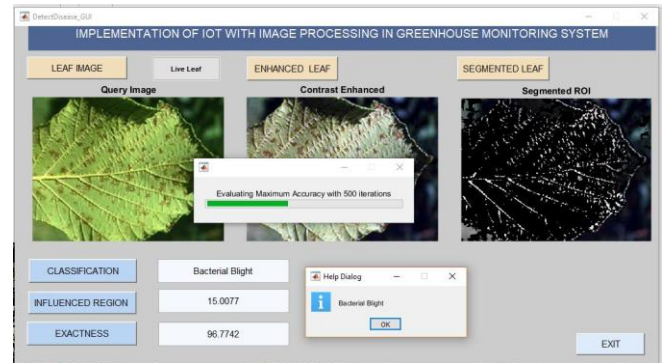 DetectDisease_GUI
IMPLEMENTATION OF IOT WITH IMAGE PROCESSING IN GREENHOUSE MONITORING SYSTEM
LEAF IMAGE
Live Leaf
ENHANCED LEAF
SEGMENTED LEAF
Query Image
Contrast Enhanced
Segmented ROI
Evaluating Maximum Accuracy with 500 iterations
CLASSIFICATION
Bacterial Blight
Help Dialog
Bacterial Blight
OK
INFLUENCED REGION
15.0077
EXACTNESS
96.7742
EXIT